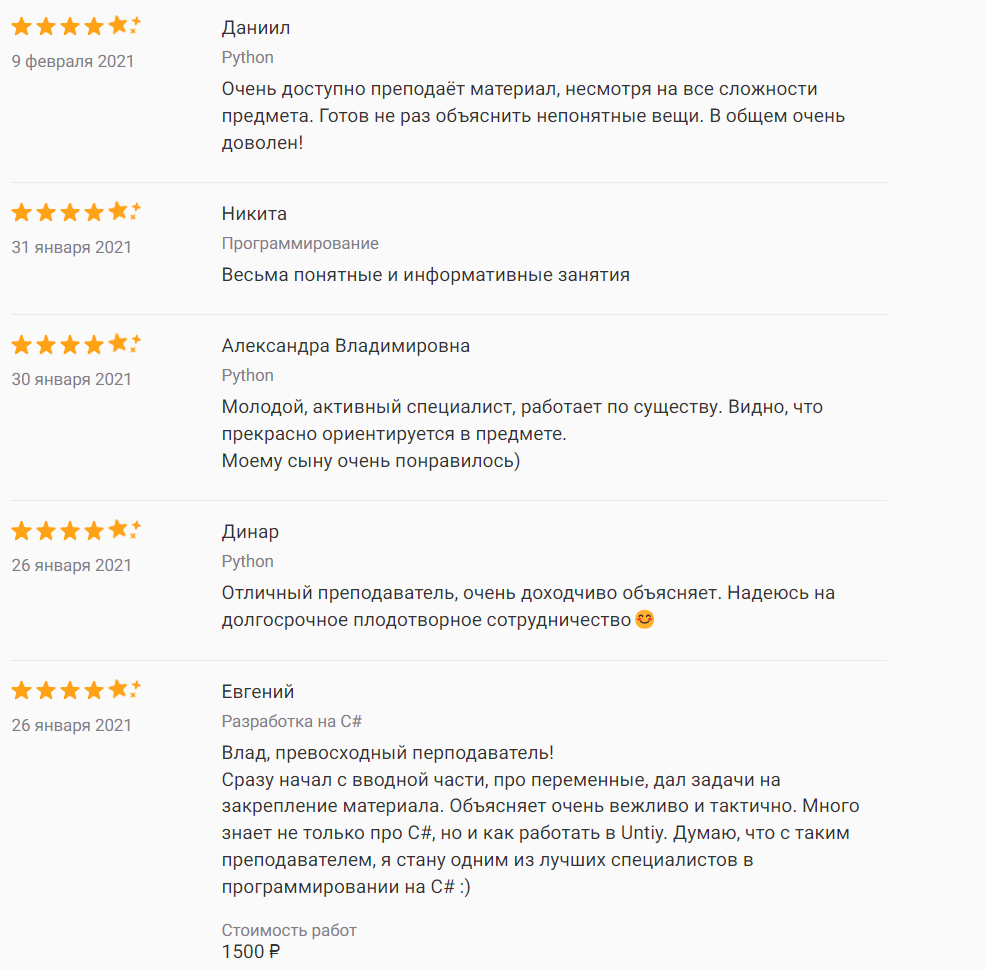 Даниил
9 февраля 2021
Python
Очень доступно преподаёт материал, несмотря на все сложности
предмета. Готов не раз объяснить непонятные вещи. В общем очень
доволен!
Никита
31 января 2021
Программирование
Весьма понятные и информативные занятия
Александра Владимировна
30 января 2021
Python
Молодой, активный специалист, работает по существу. Видно, что
прекрасно ориентируется в предмете.
Моему сыну очень понравилось)
Динар
26 января 2021
Python
Отличный преподаватель, очень доходчиво объясняет. Надеюсь на
долгосрочное плодотворное сотрудничество😊
Евгений
26 января 2021
Разработка на C#
Влад, превосходный перподаватель!
Сразу начал с вводной части, про переменные, дал задачи на
закрепление материала. Объясняет очень вежливо и тактично. Много
знает не только про C#, но и как работать в Untiy. Думаю, что с таким
преподавателем, я стану одним из лучших специалистов в
программировании на C# :)
Стоимость работ
1500 ₽